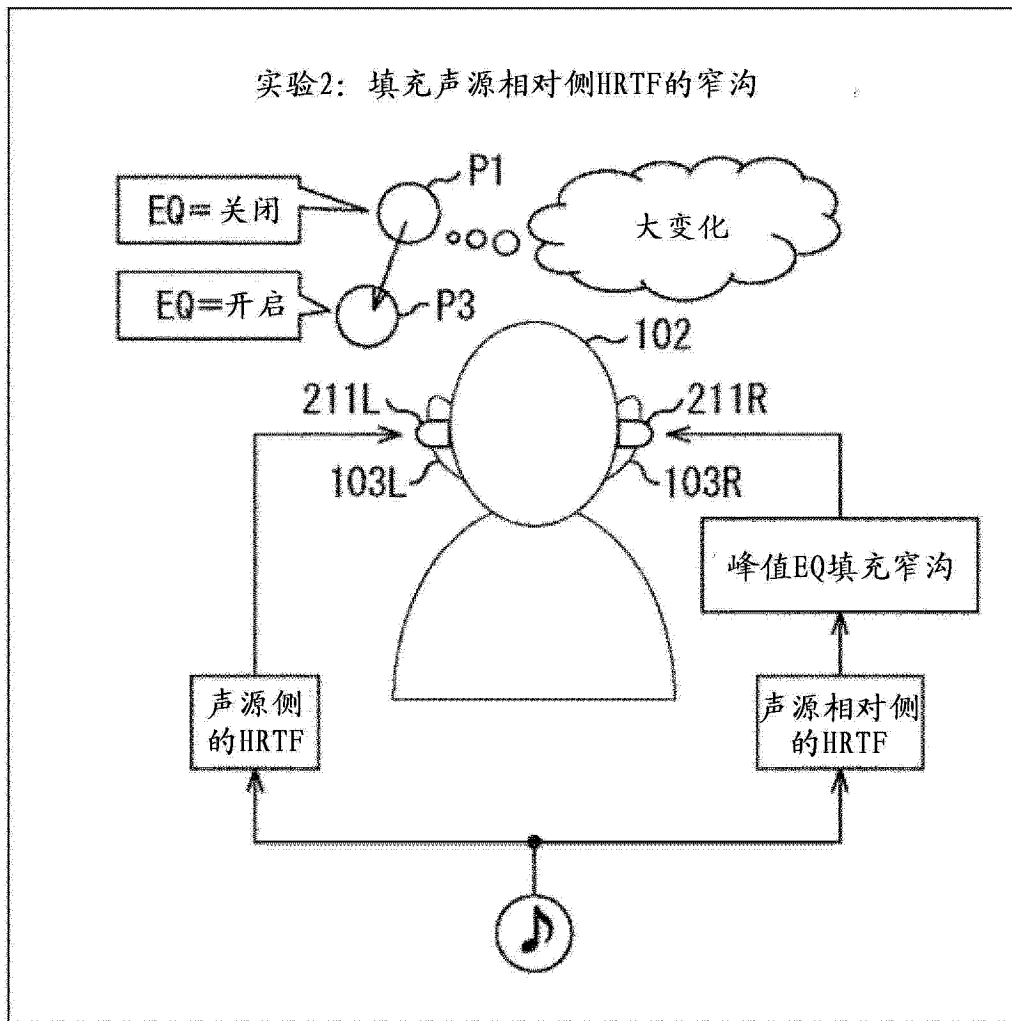 实验2：填充声源相对侧HRTF的窄沟
P1
EQ=关闭
大变化
EQ=开启
P3
102
211L
211R
103L
103R
峰值EQ填充窄沟
声源侧
的HRTF
声源相对侧
的HRTF